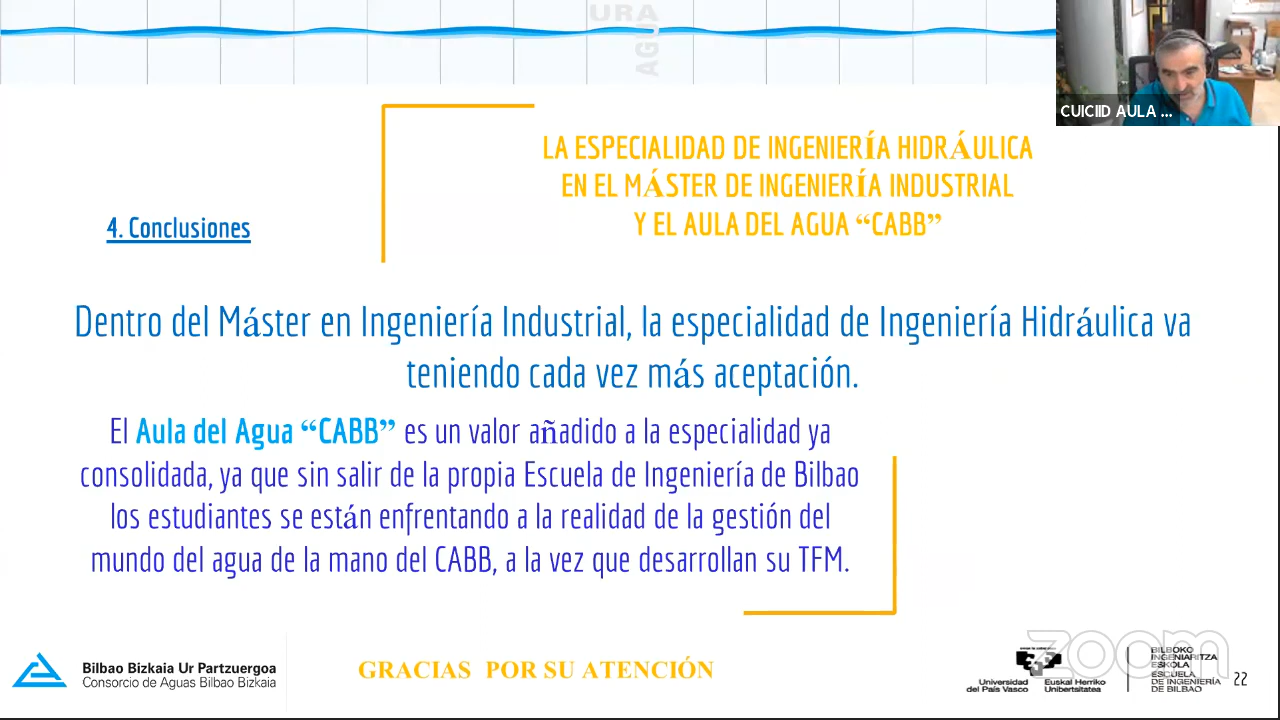 URA
AGUA
CUICIID AULA ...
LA ESPECIALIDAD DE INGENIERÍA HIDRÁULICA
EN EL MÁSTER DE INGENIERÍA INDUSTRIAL
Y EL AULA DEL AGUA “CABB”
4. Conclusiones
Dentro del Máster en Ingeniería Industrial, la especialidad de Ingeniería Hidráulica va
teniendo cada vez más aceptación.
El Aula del Agua “CABB” es un valor añadido a la especialidad ya
consolidada, ya que sin salir de la propia Escuela de Ingeniería de Bilbao
los estudiantes se están enfrentando a la realidad de la gestión del
mundo del agua de la mano del CABB, a la vez que desarrollan su TFM.
Bilbao Bizkaia Ur Partzuergoa
Consorcio de Aguas Bilbao Bizkaia
GRACIAS POR SU ATENCIÓN
zoom
Universidad del País Vasco
Euskal Herriko Unibertsitatea
BILBOKO
INGENIARITZA
ESKOLA
ESCUELA
DE INGENIERÍA
DE BILBAO
22